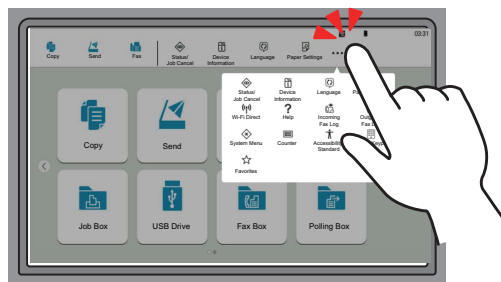 03:31
Copy
Send
Fax
Status/
Job Cancel
Device
Information
Language
Paper Settings
Status/
Job Cancel
Device
Information
Language
Wi-Fi Direct
Help
Incoming
Fax Log
System Menu
Counter
Accessibility
Standard
Favorites
Copy
Send
Job Box
USB Drive
Fax Box
Polling Box